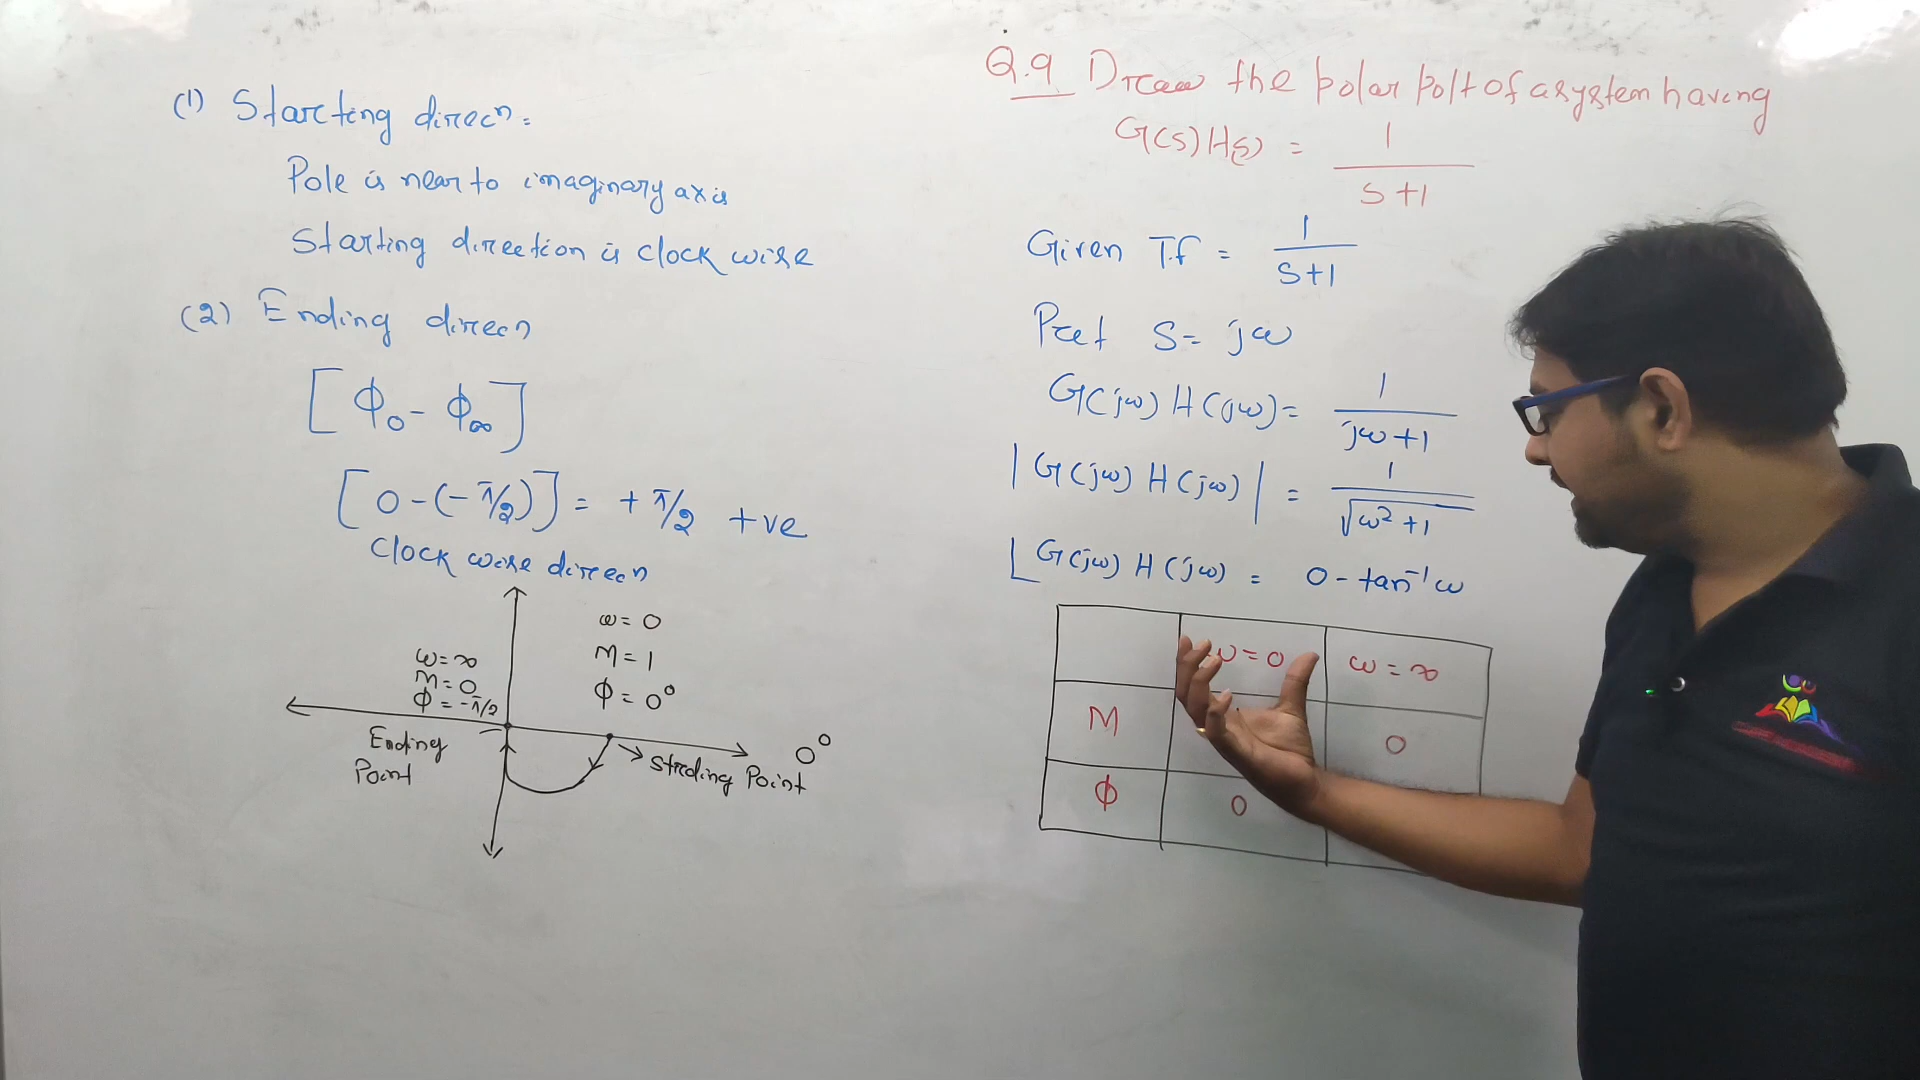 (1) Starting direcn:
Pole is near to imaginary axis
Starting direction is clock wise
(2) Ending direcn
[ϕ₀ - ϕ∞]
[0 - (-π/2)] = + π/2 +ve
Clock wise direcn
ω = 0
M = 1
ϕ = 0°
ω = ∞
M = 0
ϕ = -π/2
Ending
Point
Point
0°
Q.9 Draw the polar polt of a system having
G(s)H(s) = 1/(s+1)
Given T.f = 1/(s+1)
Put s = jω
G(jω) H(jω) = 1/(jω+1)
|G(jω) H(jω)| = 1/√(ω²+1)
∠G(jω) H(jω) = 0 - tan⁻¹ω
ω = 0 ω = ∞
M 0
ϕ 0